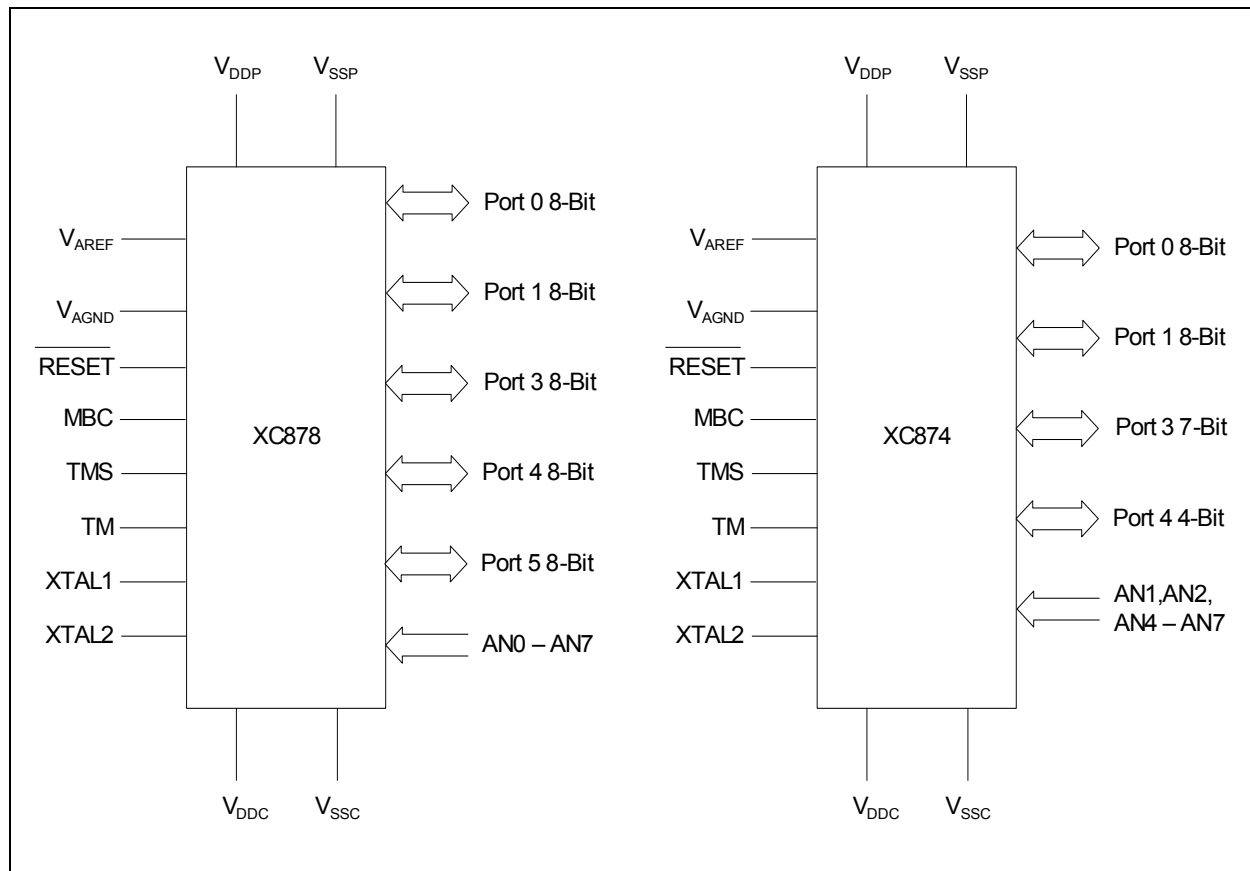 VDDP
VSSP
VAREF
VAGND
RESET
MBC
TMS
TM
XTAL1
XTAL2
XC878
Port 0 8-Bit
Port 1 8-Bit
Port 3 8-Bit
Port 4 8-Bit
Port 5 8-Bit
AN0 – AN7
VDDC
VSSC
VDDP
VSSP
VAREF
VAGND
RESET
MBC
TMS
TM
XTAL1
XTAL2
XC874
Port 0 8-Bit
Port 1 8-Bit
Port 3 7-Bit
Port 4 4-Bit
AN1,AN2,
AN4 – AN7
VDDC
VSSC